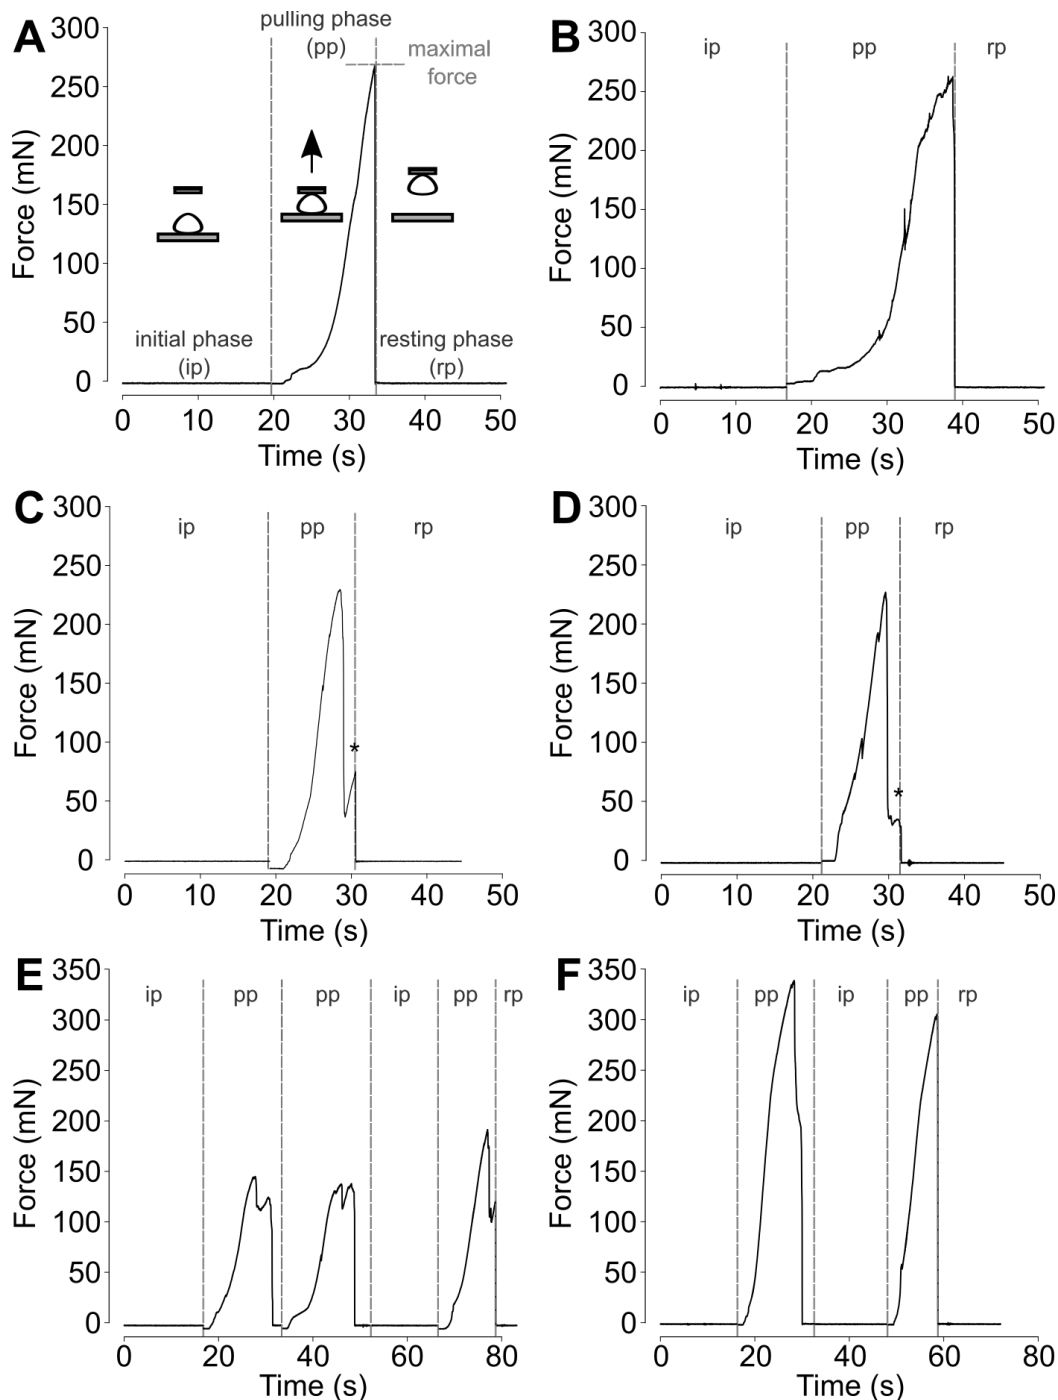 A
pulling phase
(pp)
maximal
force
300
250
200
150
100
50
0
Force (mN)
initial phase
(ip)
resting phase
(rp)
0 10 20 30 40 50
Time (s)
B
ip pp rp
300
250
200
150
100
50
0
Force (mN)
0 10 20 30 40 50
Time (s)
C
ip pp rp
300
250
200
150
100
50
0
Force (mN)
*
0 10 20 30 40 50
Time (s)
D
ip pp rp
300
250
200
150
100
50
0
Force (mN)
*
0 10 20 30 40 50
Time (s)
E
ip pp pp ip pp rp
350
300
250
200
150
100
50
0
Force (mN)
0 20 40 60 80
Time (s)
F
ip pp ip pp rp
350
300
250
200
150
100
50
0
Force (mN)
0 20 40 60 80
Time (s)